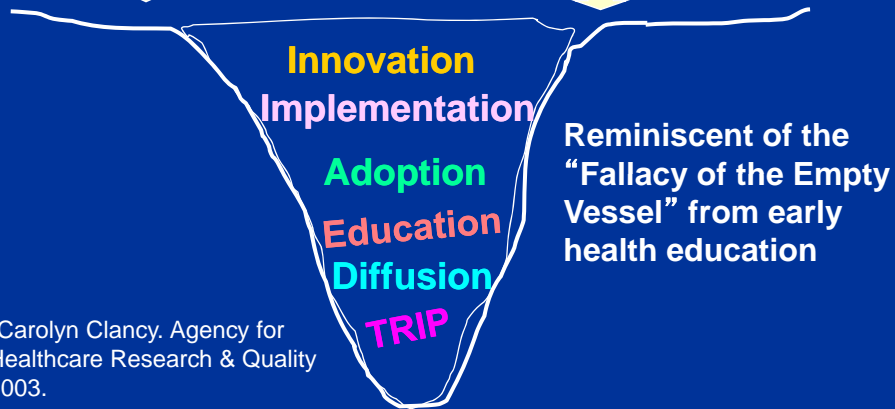 Innovation
Implementation
Adoption
Education
Diffusion
TRIP
Reminiscent of the
“Fallacy of the Empty
Vessel” from early
health education
Carolyn Clancy. Agency for
Healthcare Research & Quality
003.